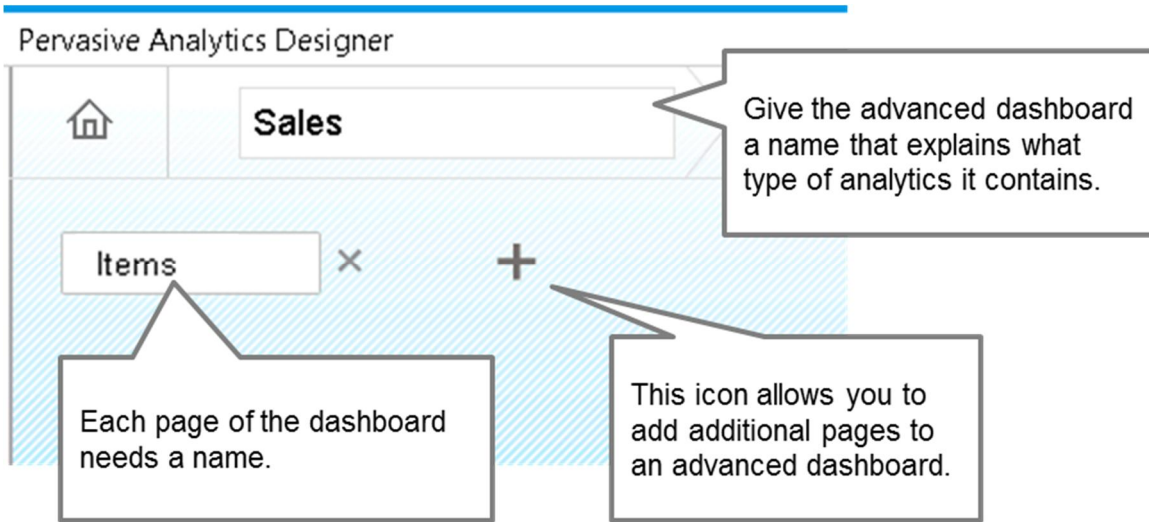 Pervasive Analytics Designer
Sales
Give the advanced dashboard
a name that explains what
type of analytics it contains.
Items
Each page of the dashboard
needs a name.
This icon allows you to
add additional pages to
an advanced dashboard.